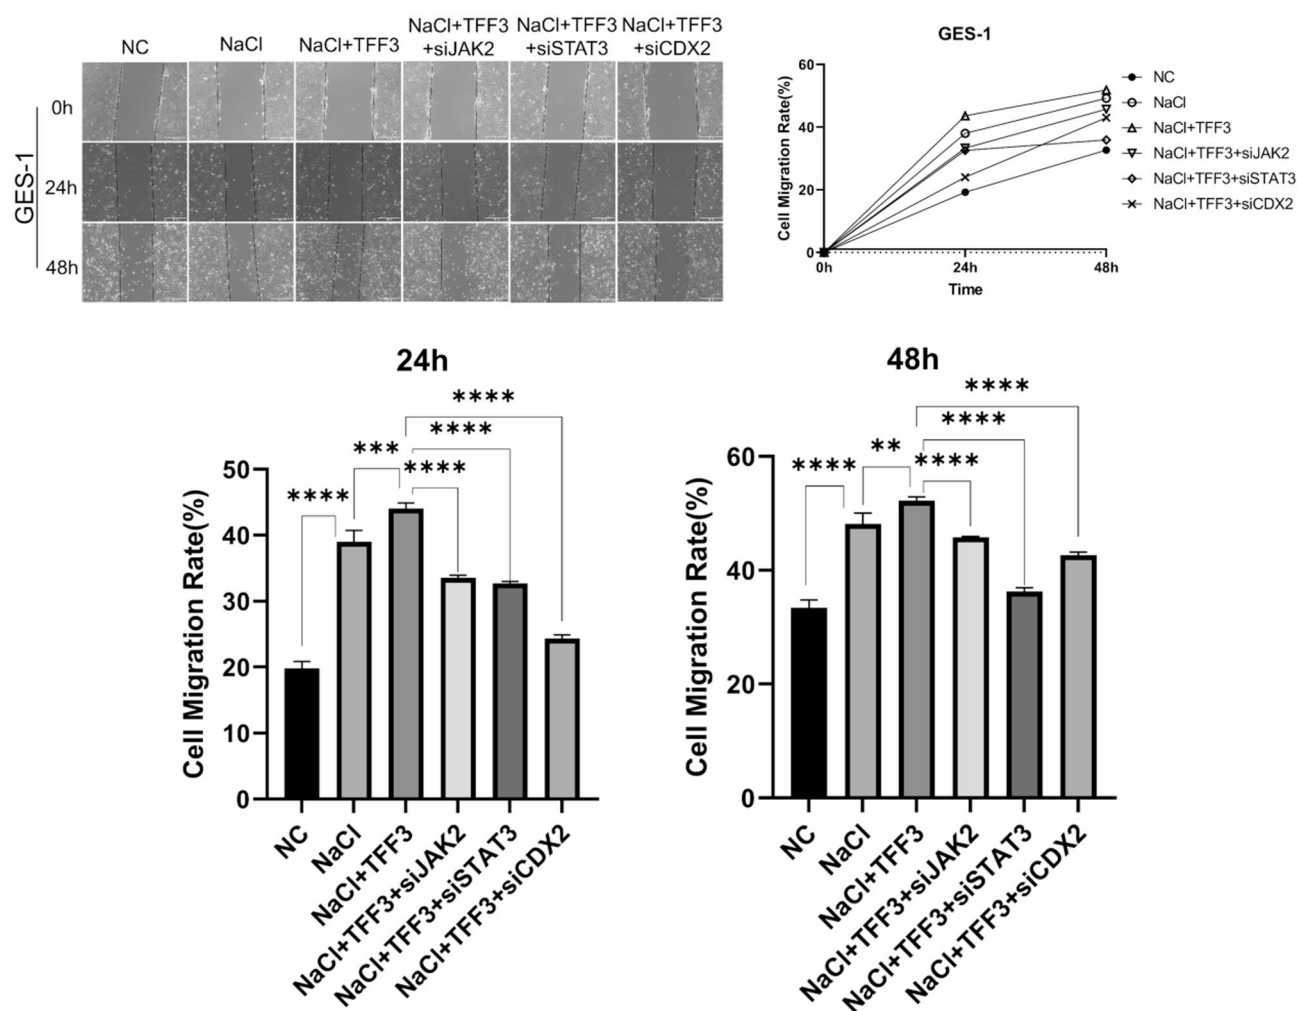 NC
NaCl
NaCl+TFF3
NaCl+TFF3
+siJAK2
NaCl+TFF3
+siSTAT3
NaCl+TFF3
+siCDX2
GES-1
0h
24h
48h
GES-1
Cell Migration Rate(%)
60
40
20
0
0h
24h
48h
Time
NC
NaCl
NaCl+TFF3
NaCl+TFF3+siJAK2
NaCl+TFF3+siSTAT3
NaCl+TFF3+siCDX2
24h
****
****
***
****
****
Cell Migration Rate(%)
50
40
30
20
10
0
NC
NaCl
NaCl+TFF3
NaCl+TFF3+siJAK2
NaCl+TFF3+siSTAT3
NaCl+TFF3+siCDX2
48h
****
****
**
****
****
Cell Migration Rate(%)
60
40
20
0
NC
NaCl
NaCl+TFF3
NaCl+TFF3+siJAK2
NaCl+TFF3+siSTAT3
NaCl+TFF3+siCDX2